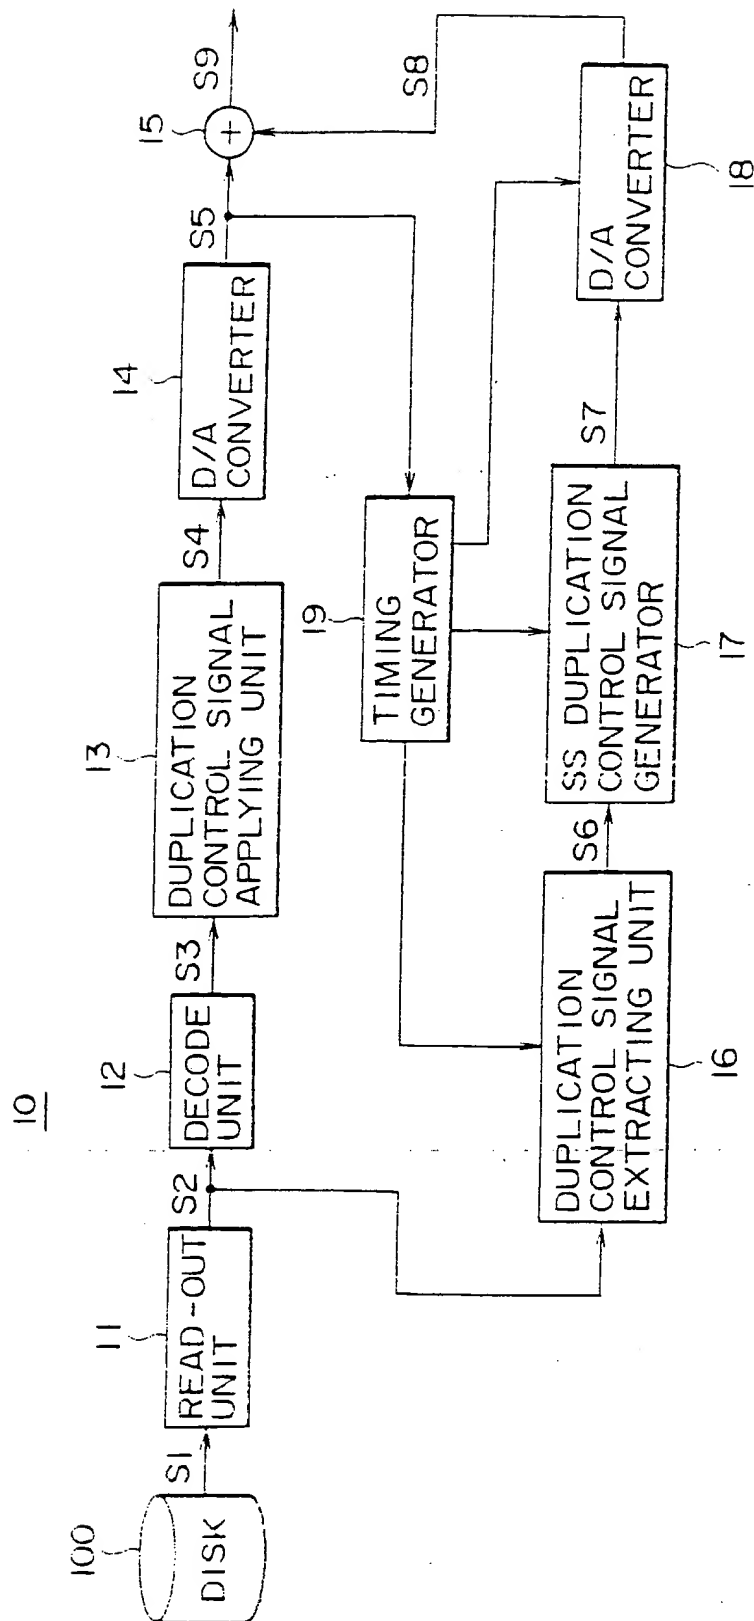 10
100
DISK
S1
11
READ-OUT
UNIT
S2
12
DECODE
UNIT
S3
13
DUPLICATION
CONTROL SIGNAL
APPLYING UNIT
S4
14
D/A
CONVERTER
S5
15
+
S9
S8
19
TIMING
GENERATOR
DUPLICATION
CONTROL SIGNAL
EXTRACTING UNIT
16
S6
SS DUPLICATION
CONTROL SIGNAL
GENERATOR
17
S7
D/A
CONVERTER
18